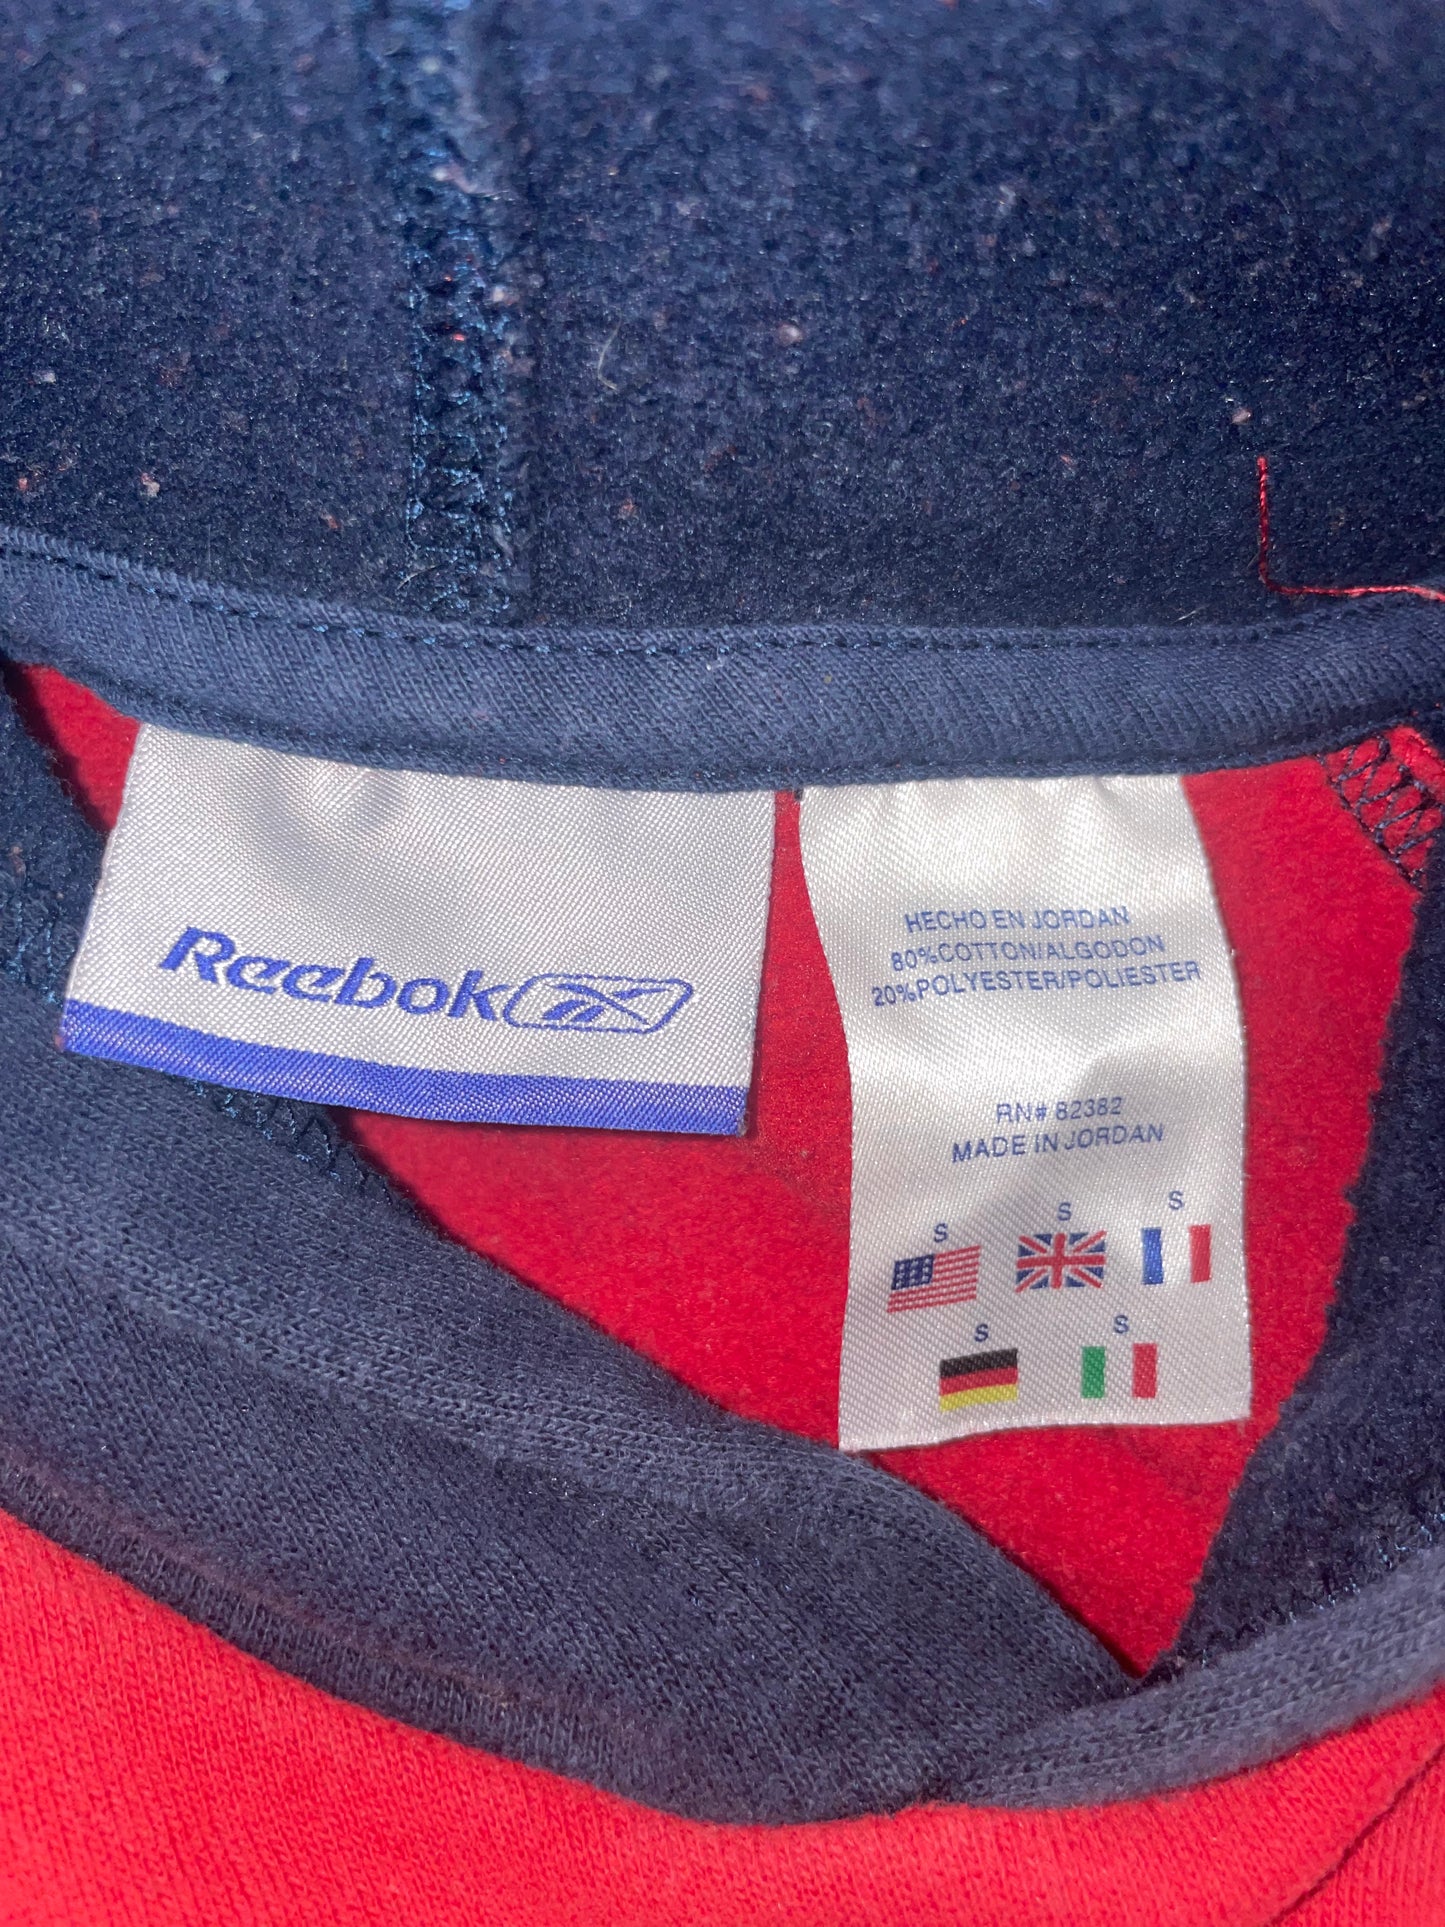 Reebok
HECHO EN JORDAN
80%COTTON/ALGODON
20%POLYESTER/POLIESTER
RN# 82382
MADE IN JORDAN
S S S
S S